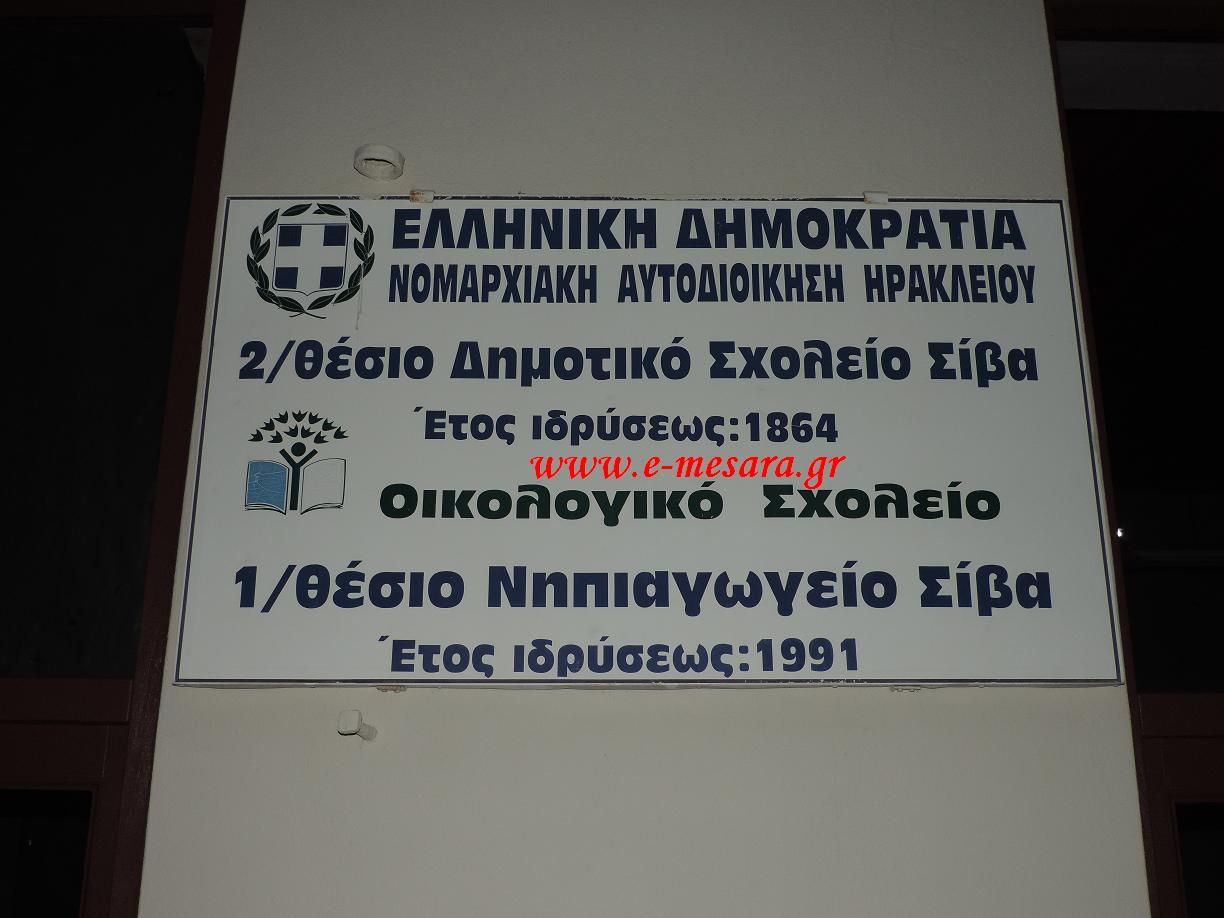 ΕΛΛΗΝΙΚΗ ΔΗΜΟΚΡΑΤΙΑ
ΝΟΜΑΡΧΙΑΚΗ ΑΥΤΟΔΙΟΙΚΗΣΗ ΗΡΑΚΛΕΙΟΥ
2/θέσιο Δημοτικό Σχολείο Σίβα
Έτος ιδρύσεως:1864
www.e-mesara.gr
Οικολογικό Σχολείο
1/θέσιο Νηπιαγωγείο Σίβα
Έτος ιδρύσεως:1991